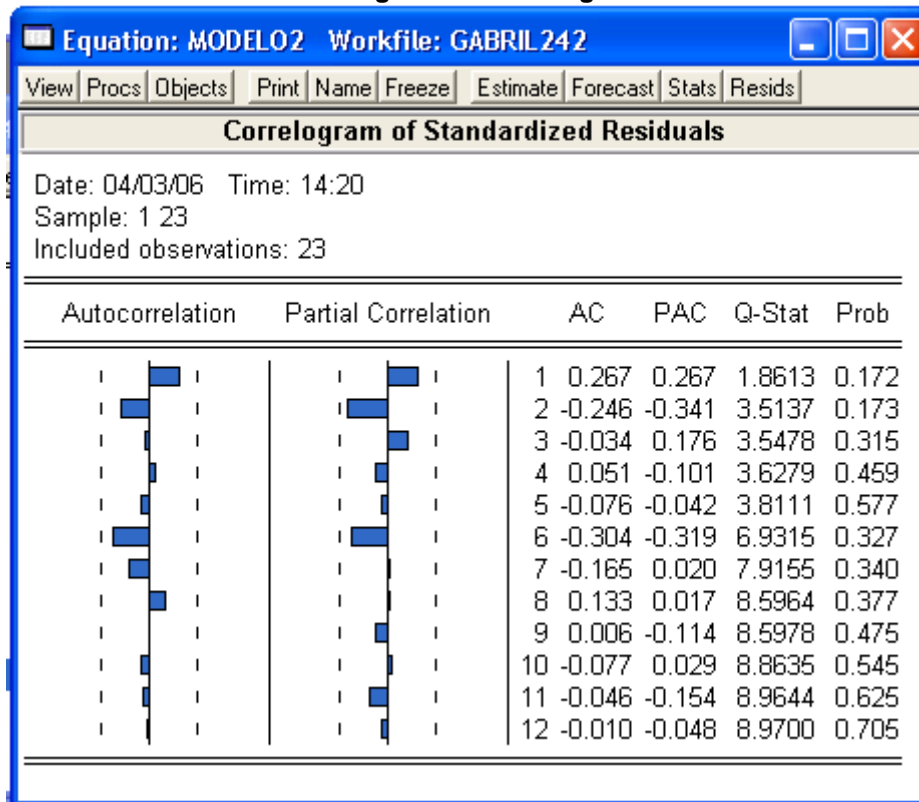 Equation: MODELO2 Workfile: GABRIL242
View Procs Objects Print Name Freeze Estimate Forecast Stats Resids
Correlogram of Standardized Residuals
Date: 04/03/06 Time: 14:20
Sample: 1 23
Included observations: 23
Autocorrelation Partial Correlation AC PAC Q-Stat Prob
1 0.267 0.267 1.8613 0.172
2 -0.246 -0.341 3.5137 0.173
3 -0.034 0.176 3.5478 0.315
4 0.051 -0.101 3.6279 0.459
5 -0.076 -0.042 3.8111 0.577
6 -0.304 -0.319 6.9315 0.327
7 -0.165 0.020 7.9155 0.340
8 0.133 0.017 8.5964 0.377
9 0.006 -0.114 8.5978 0.475
10 -0.077 0.029 8.8635 0.545
11 -0.046 -0.154 8.9644 0.625
12 -0.010 -0.048 8.9700 0.705